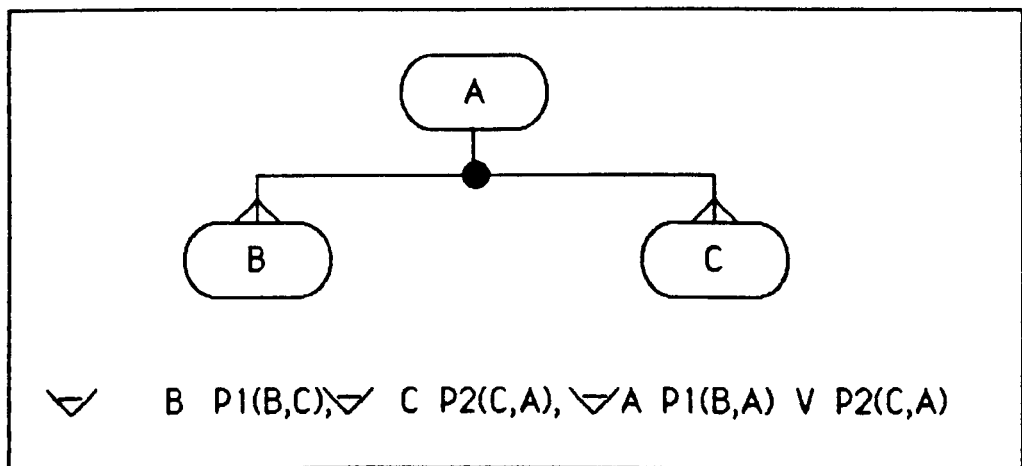 A
B
C
∀ B P1(B,C),∀ C P2(C,A), ∀A P1(B,A) V P2(C,A)